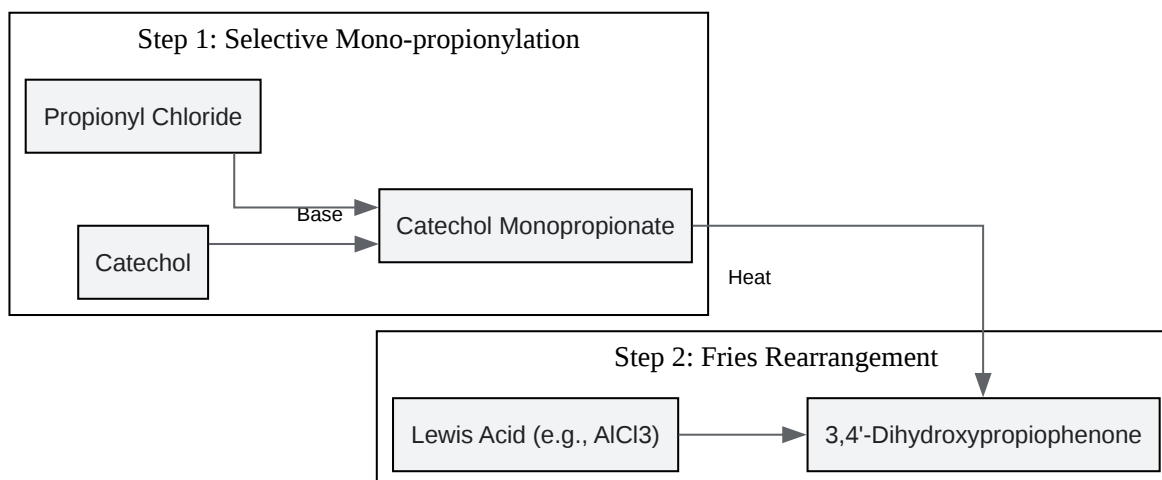 Step 1: Selective Mono-propionylation
Propionyl Chloride
Base
Catechol Monopropionate
Catechol
Heat
Step 2: Fries Rearrangement
Lewis Acid (e.g., AlCl3)
3,4'-Dihydroxypropiophenone